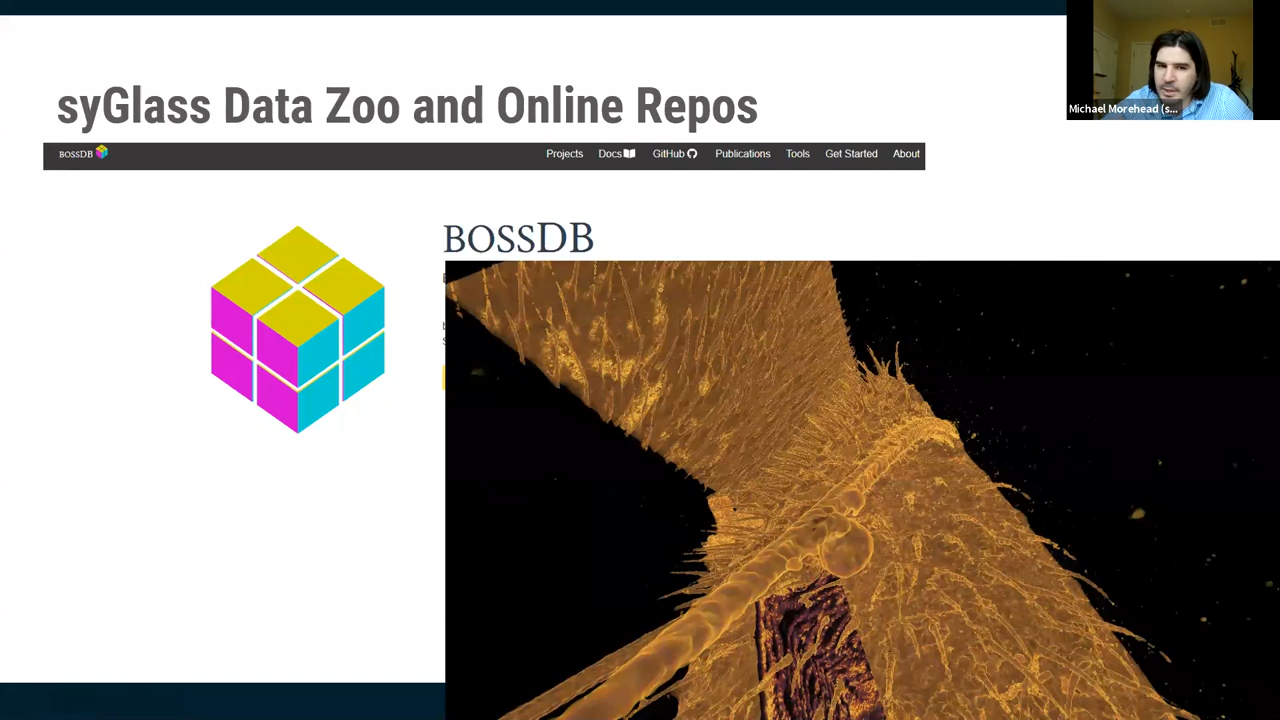 syGlass Data Zoo and Online Repos
BOSSDB
Projects Docs GitHub Publications Tools Get Started About
BOSSDB
Michael Morehead (s...